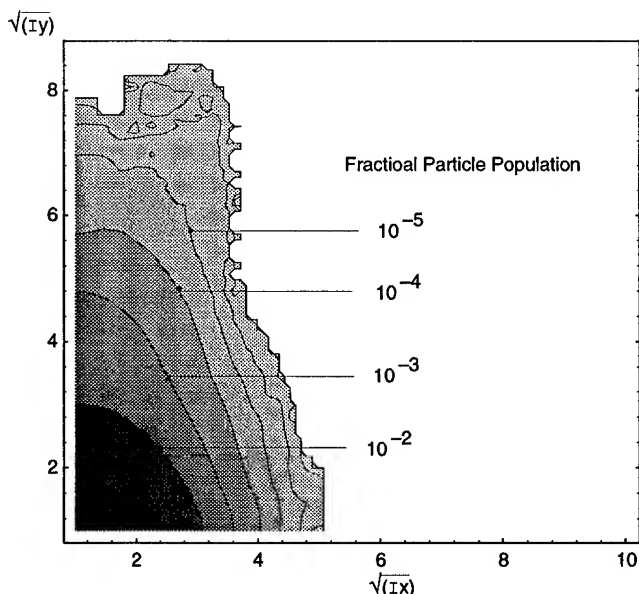 √(Iy)
8
Fractioal Particle Population
6
10⁻⁵
10⁻⁴
4
10⁻³
10⁻²
2
2 4 6 8 10
√(Ix)